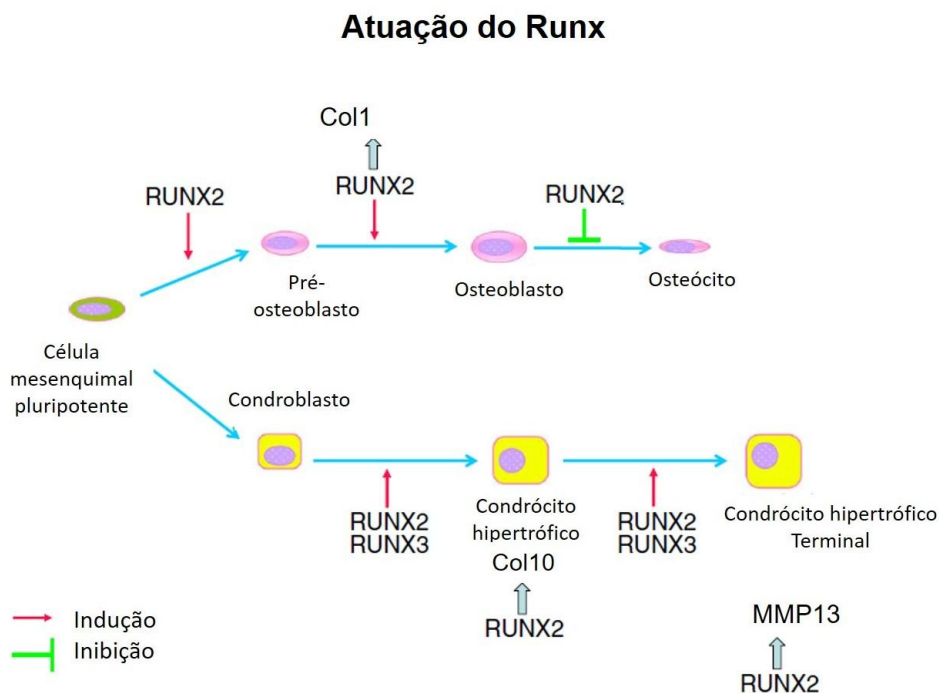 Atuação do Runx
Col1
RUNX2
RUNX2
RUNX2
Pré-
osteoblasto
Osteoblasto
Osteócito
Célula
mesenquimal
pluripotente
Condroblasto
RUNX2
RUNX3
Condrócito
hipertrófico
Col10
RUNX2
RUNX2
RUNX3
Condrócito hipertrófico
Terminal
MMP13
RUNX2
Indução
Inibição